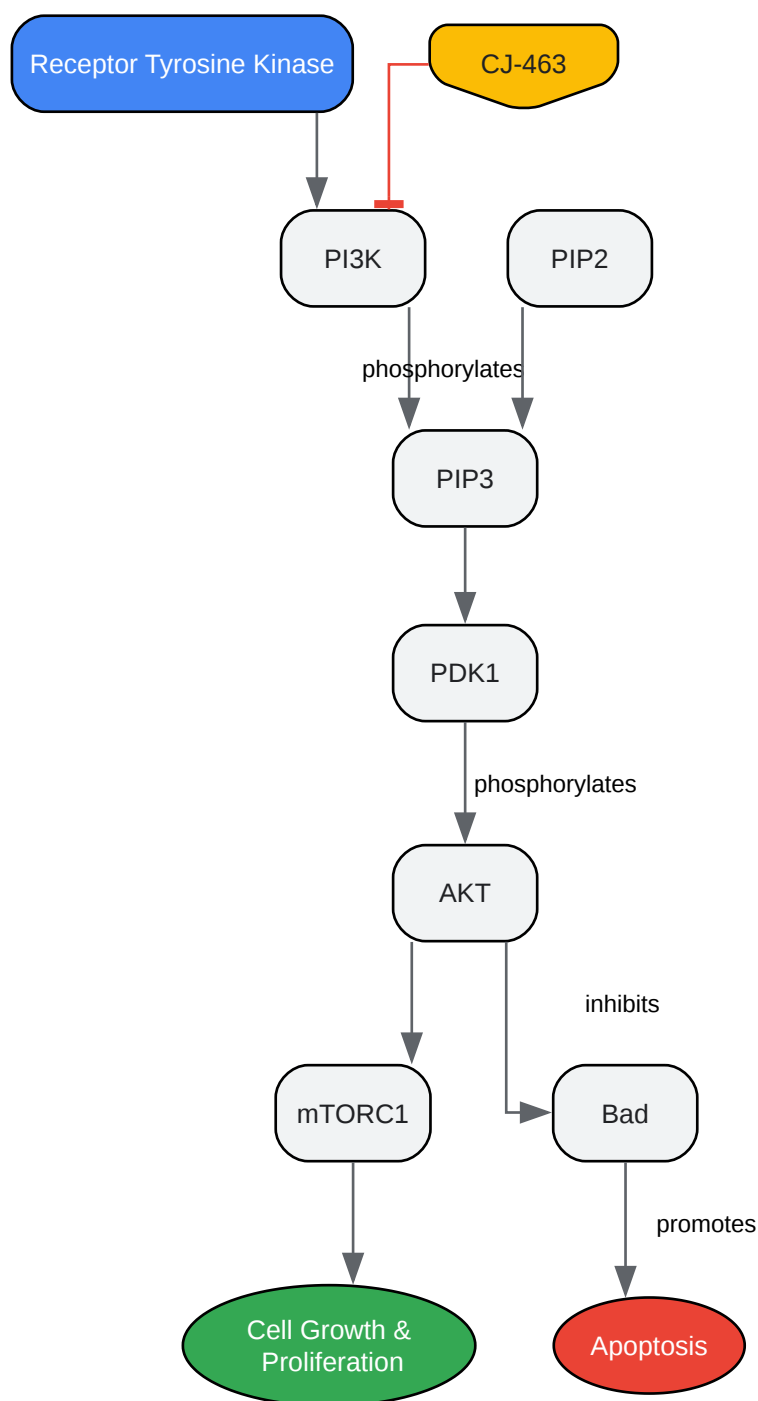 Receptor Tyrosine Kinase
CJ-463
PI3K
PIP2
phosphorylates
PIP3
PDK1
phosphorylates
AKT
inhibits
mTORC1
Bad
promotes
Cell Growth &
Proliferation
Apoptosis